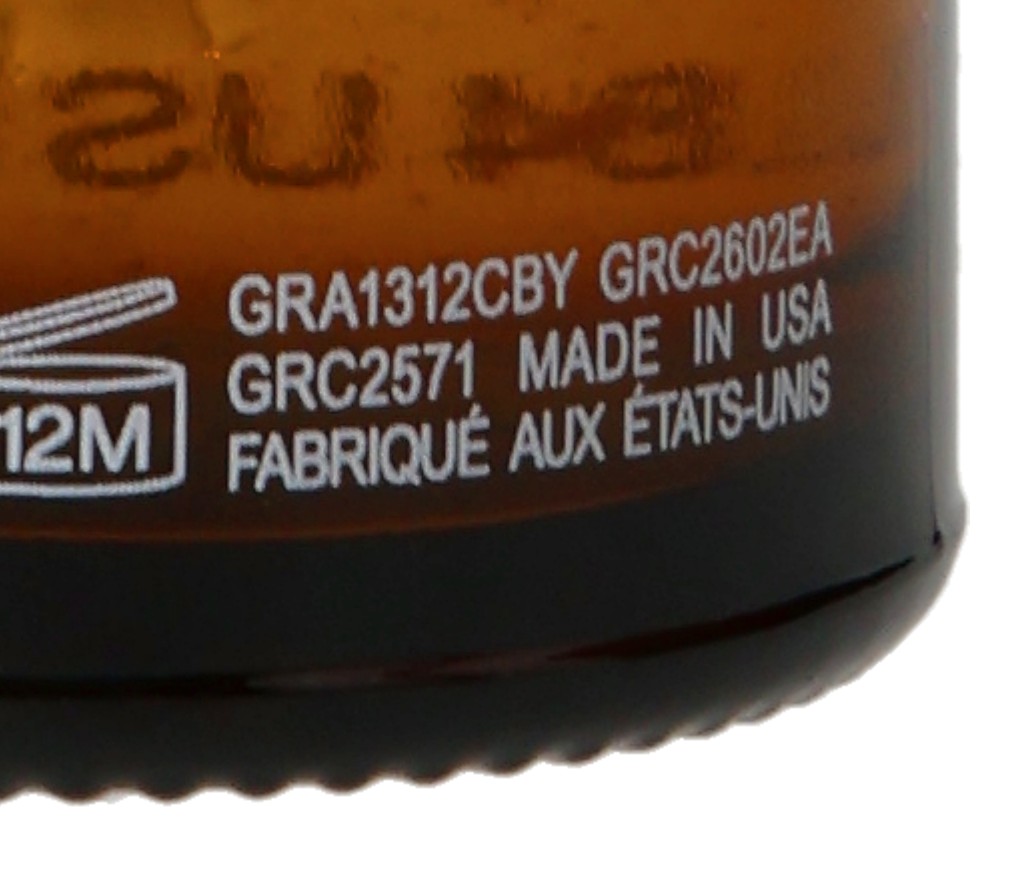 GRA1312CBY GRC2602EA
GRC2571 MADE IN USA
FABRIQUÉ AUX ÉTATS-UNIS
12M